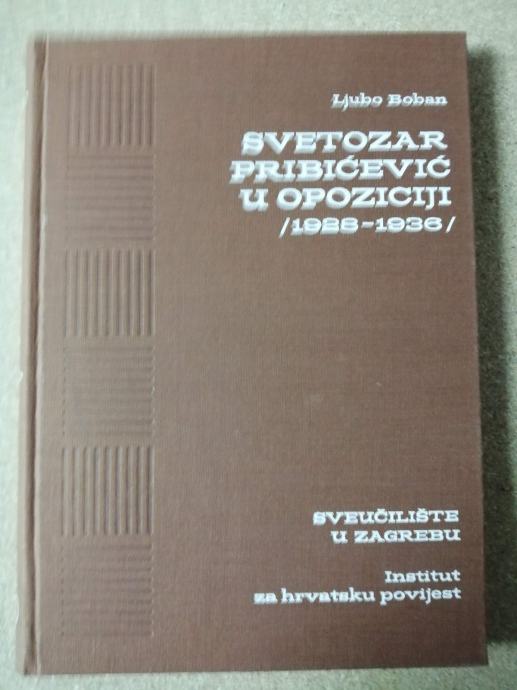 Ljubo Boban
SVETOZAR
PRIBIĆEVIĆ
U OPOZICIJI
/1928-1936/
SVEUČILIŠTE
U ZAGREBU
Institut
za hrvatsku povijest